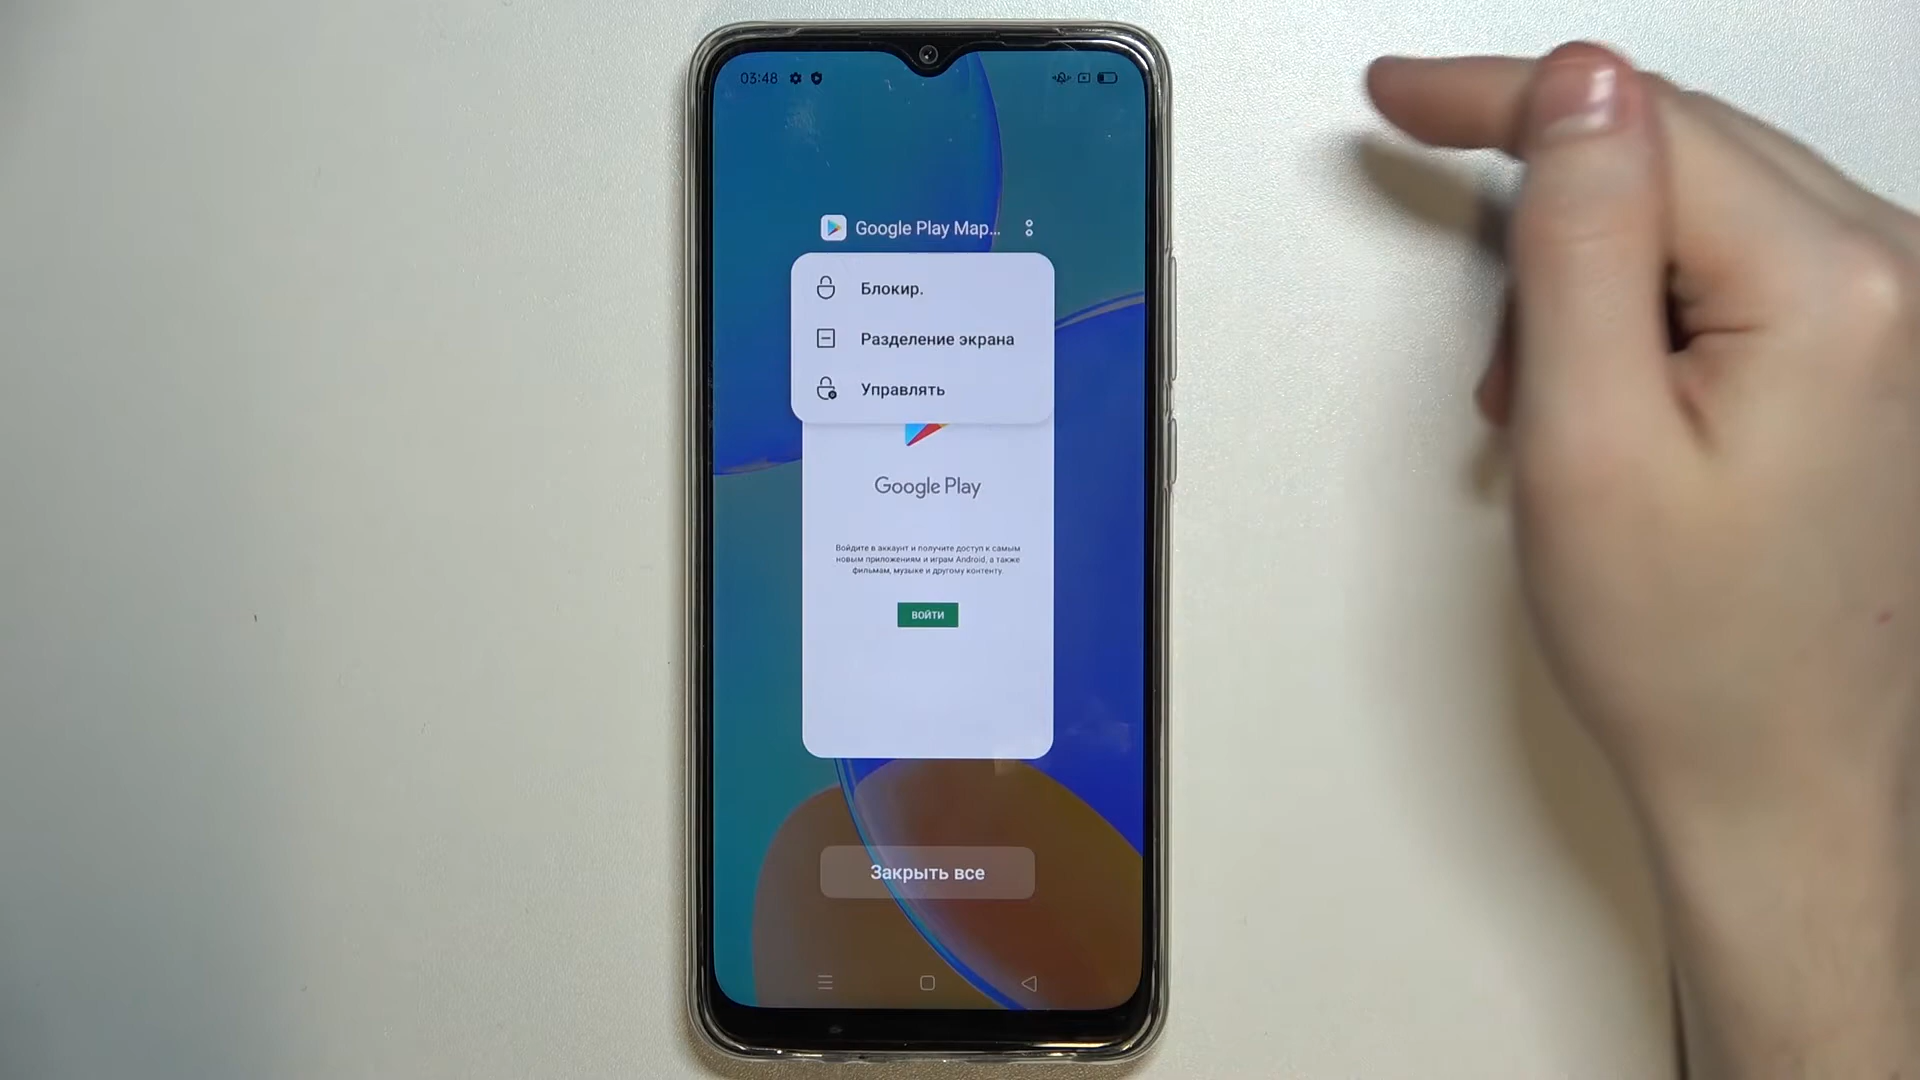 03:48
Google Play Мар...
Блокир.
Разделение экрана
Управлять
Google Play
Войдите в аккаунт и получите доступ к самым
новым приложениям и играм Android, а также
фильмам, музыке и другому контенту.
ВОЙТИ
Закрыть все